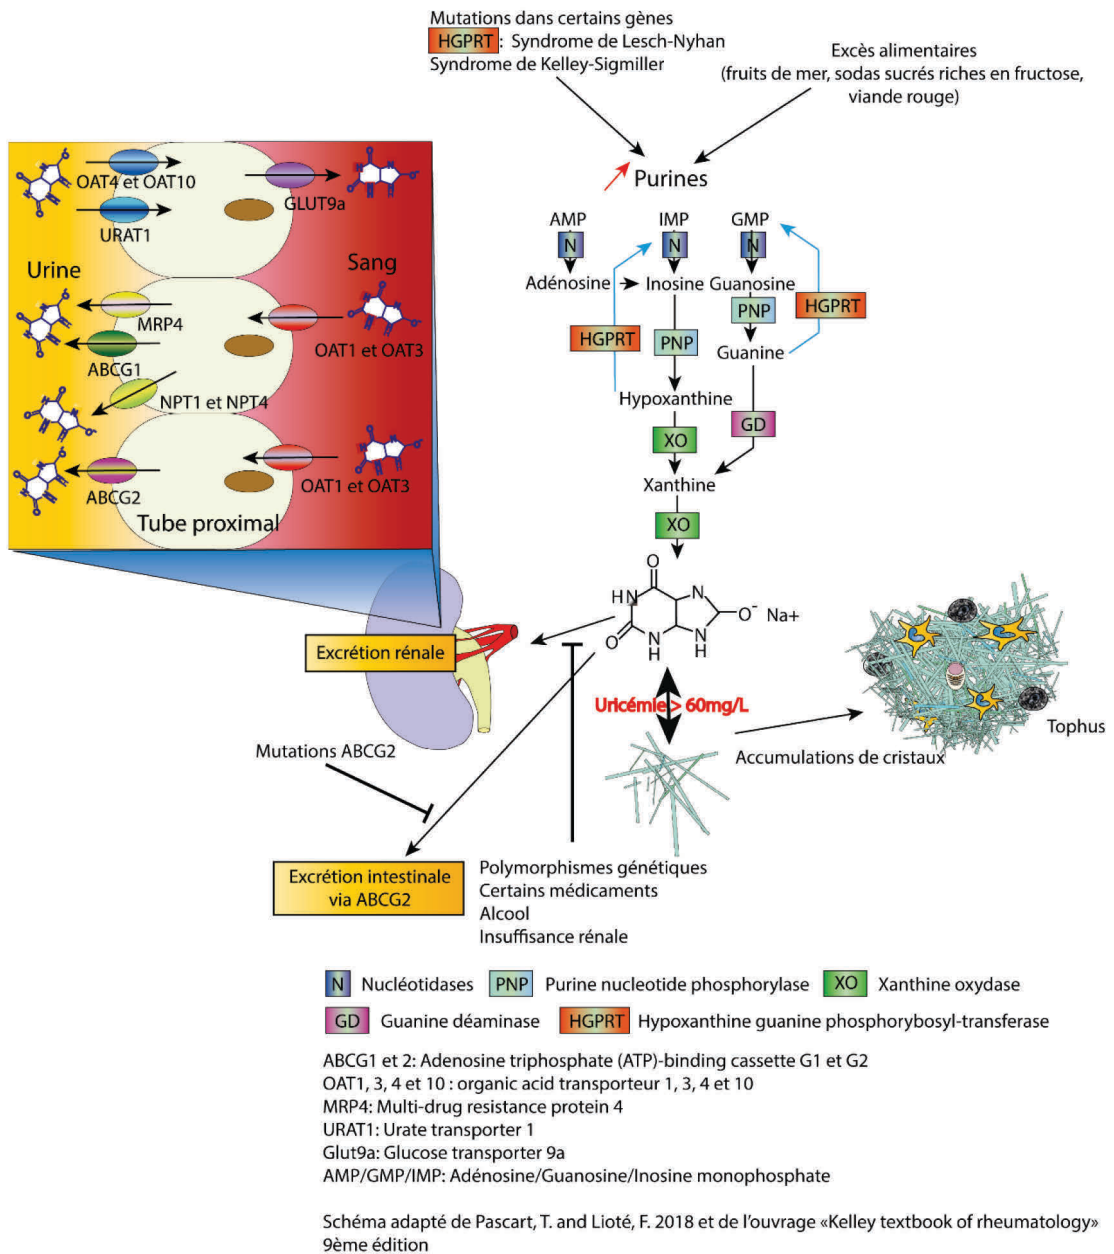 Mutations dans certains gènes
HGPRT : Syndrome de Lesch-Nyhan
Syndrome de Kelley-Sigmiller
Excès alimentaires
(fruits de mer, sodas sucrés riches en fructose,
viande rouge)
Purines
OAT4 et OAT10
GLUT9a
URAT1
Urine
Sang
MRP4
OAT1 et OAT3
ABCG1
NPT1 et NPT4
ABCG2
OAT1 et OAT3
Tube proximal
AMP
IMP
GMP
N
N
N
Adénosine
Inosine
Guanosine
PNP
HGPRT
HGPRT
PNP
Guanine
Hypoxanthine
XO
GD
Xanthine
XO
O
HN
N
O
N
H
N
H
O- Na+
Excrétion rénale
Uricémie > 60mg/L
Tophus
Accumulations de cristaux
Mutations ABCG2
Excrétion intestinale
via ABCG2
Polymorphismes génétiques
Certains médicaments
Alcool
Insuffisance rénale
N Nucléotidases PNP Purine nucleotide phosphorylase XO Xanthine oxydase
GD Guanine déaminase HGPRT Hypoxanthine guanine phosphorybosyl-transferase
ABCG1 et 2: Adenosine triphosphate (ATP)-binding cassette G1 et G2
OAT1, 3, 4 et 10 : organic acid transporteur 1, 3, 4 et 10
MRP4: Multi-drug resistance protein 4
URAT1: Urate transporter 1
Glut9a: Glucose transporter 9a
AMP/GMP/IMP: Adénosine/Guanosine/Inosine monophosphate
Schéma adapté de Pascart, T. and Lioté, F. 2018 et de l'ouvrage «Kelley textbook of rheumatology»
9ème édition